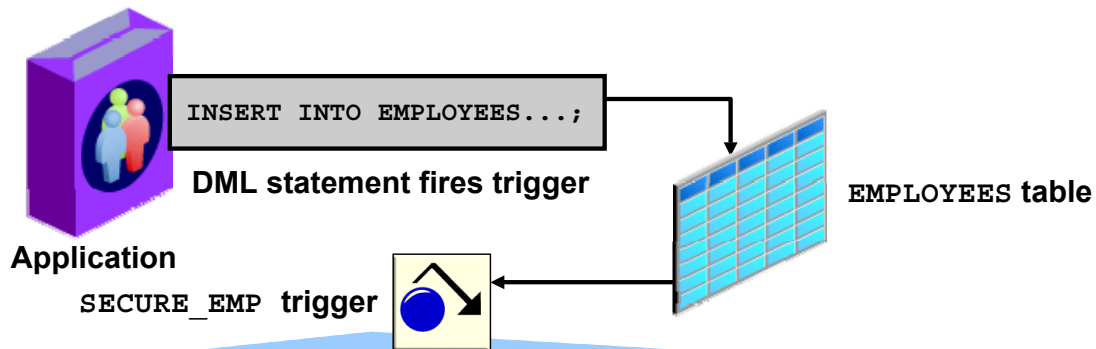 INSERT INTO EMPLOYEES...;
DML statement fires trigger
EMPLOYEES table
Application
SECURE_EMP trigger